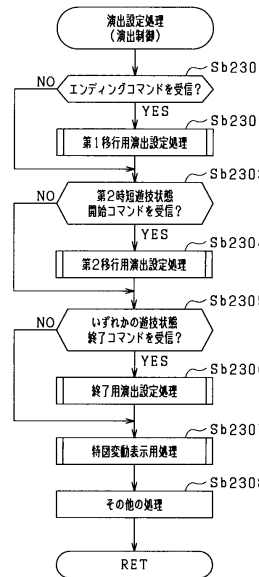 演出設定処理
(演出制御)
Sb230
エンディングコマンドを受信?
NO
YES
Sb230
第1移行用演出設定処理
Sb2303
第2時短遊技状態
開始コマンドを受信?
NO
YES
Sb2304
第2移行用演出設定処理
Sb2305
いずれかの遊技状態
終了コマンドを受信?
NO
YES
Sb2306
終了用演出設定処理
Sb2307
特図変動表示用処理
Sb2308
その他の処理
RET